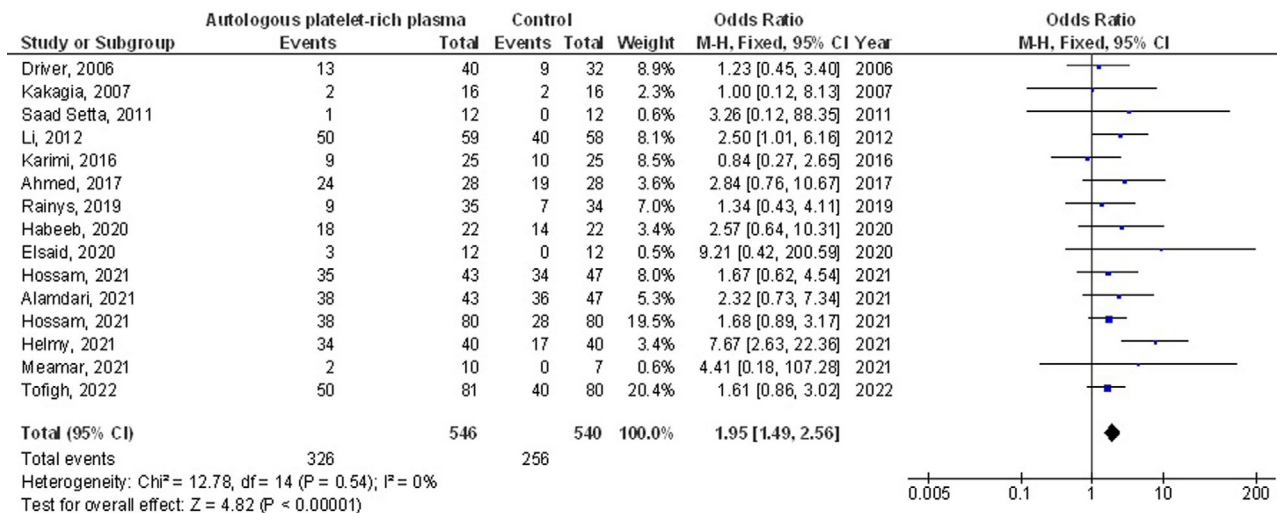 Autologous platelet-rich plasma Control Odds Ratio Odds Ratio
Study or Subgroup Events Total Events Total Weight M-H, Fixed, 95% CI Year M-H, Fixed, 95% CI
Driver, 2006 13 40 9 32 8.9% 1.23 [0.45, 3.40] 2006
Kakagia, 2007 2 16 2 16 2.3% 1.00 [0.12, 8.13] 2007
Saad Setta, 2011 1 12 0 12 0.6% 3.26 [0.12, 88.35] 2011
Li, 2012 50 59 40 58 8.1% 2.50 [1.01, 6.16] 2012
Karimi, 2016 9 25 10 25 8.5% 0.84 [0.27, 2.65] 2016
Ahmed, 2017 24 28 19 28 3.6% 2.84 [0.76, 10.67] 2017
Rainys, 2019 9 35 7 34 7.0% 1.34 [0.43, 4.11] 2019
Habeeb, 2020 18 22 14 22 3.4% 2.57 [0.64, 10.31] 2020
Elsaid, 2020 3 12 0 12 0.5% 9.21 [0.42, 200.59] 2020
Hossam, 2021 35 43 34 47 8.0% 1.67 [0.62, 4.54] 2021
Alamdari, 2021 38 43 36 47 5.3% 2.32 [0.73, 7.34] 2021
Hossam, 2021 38 80 28 80 19.5% 1.68 [0.89, 3.17] 2021
Helmy, 2021 34 40 17 40 3.4% 7.67 [2.63, 22.36] 2021
Meamar, 2021 2 10 0 7 0.6% 4.41 [0.18, 107.28] 2021
Tofigh, 2022 50 81 40 80 20.4% 1.61 [0.86, 3.02] 2022
Total (95% CI) 546 540 100.0% 1.95 [1.49, 2.56]
Total events 326 256
Heterogeneity: Chi² = 12.78, df = 14 (P = 0.54); I² = 0%
Test for overall effect: Z = 4.82 (P < 0.00001)
0.005 0.1 1 10 200